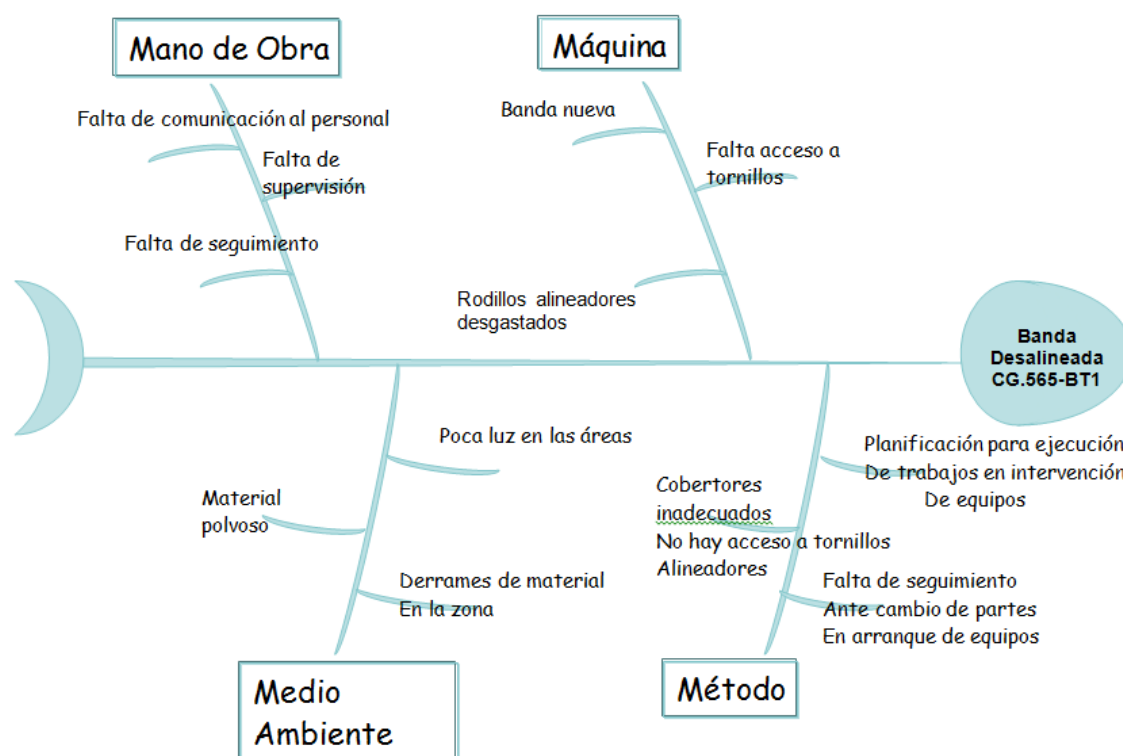 Mano de Obra
Máquina
Falta de comunicación al personal
Falta de
supervisión
Falta de seguimiento
Banda nueva
Falta acceso a
tornillos
Rodillos alineadores
desgastados
Banda
Desalineada
CG.565-BT1
Poca luz en las áreas
Material
polvoso
Derrames de material
En la zona
Planificación para ejecución
De trabajos en intervención
De equipos
Cobertores
inadecuados
No hay acceso a tornillos
Alineadores
Falta de seguimiento
Ante cambio de partes
En arranque de equipos
Medio
Ambiente
Método